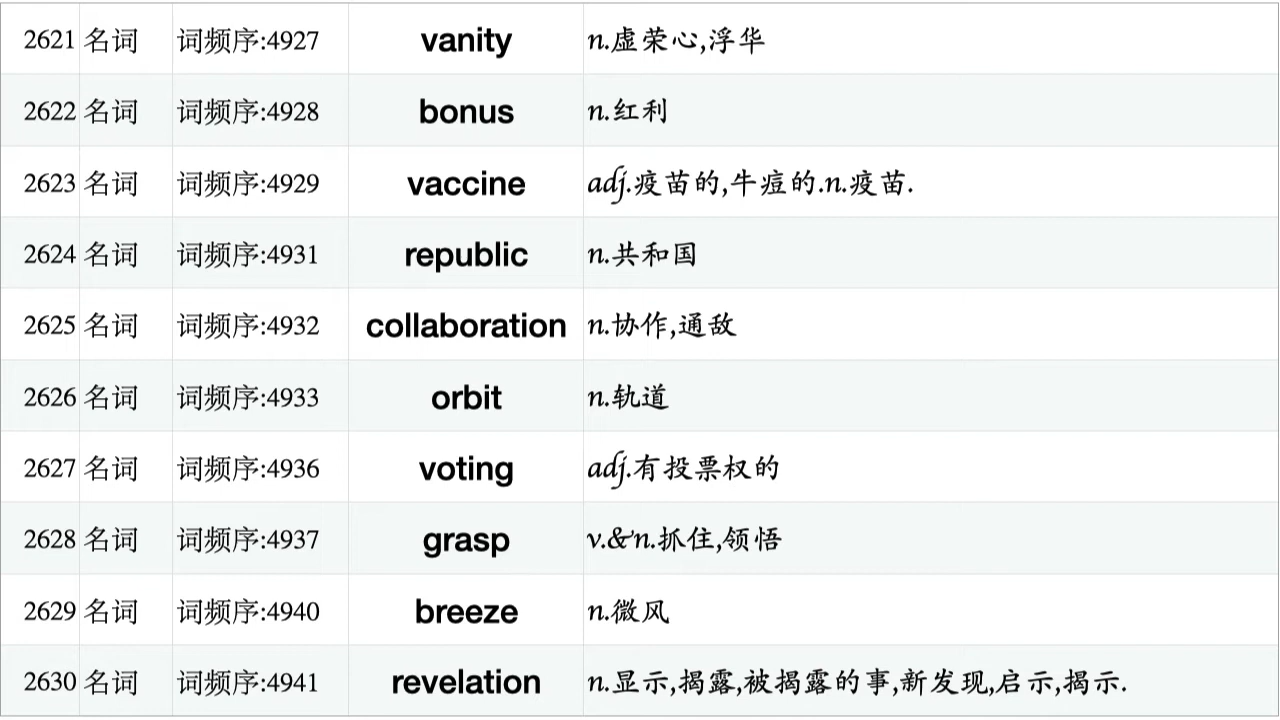 2621 名词 词频序:4927 vanity n.虚荣心,浮华
2622 名词 词频序:4928 bonus n.红利
2623 名词 词频序:4929 vaccine adj.疫苗的,牛痘的.n.疫苗.
2624 名词 词频序:4931 republic n.共和国
2625 名词 词频序:4932 collaboration n.协作,通敌
2626 名词 词频序:4933 orbit n.轨道
2627 名词 词频序:4936 voting adj.有投票权的
2628 名词 词频序:4937 grasp v.&n.抓住,领悟
2629 名词 词频序:4940 breeze n.微风
2630 名词 词频序:4941 revelation n.显示,揭露,被揭露的事,新发现,启示,揭示.